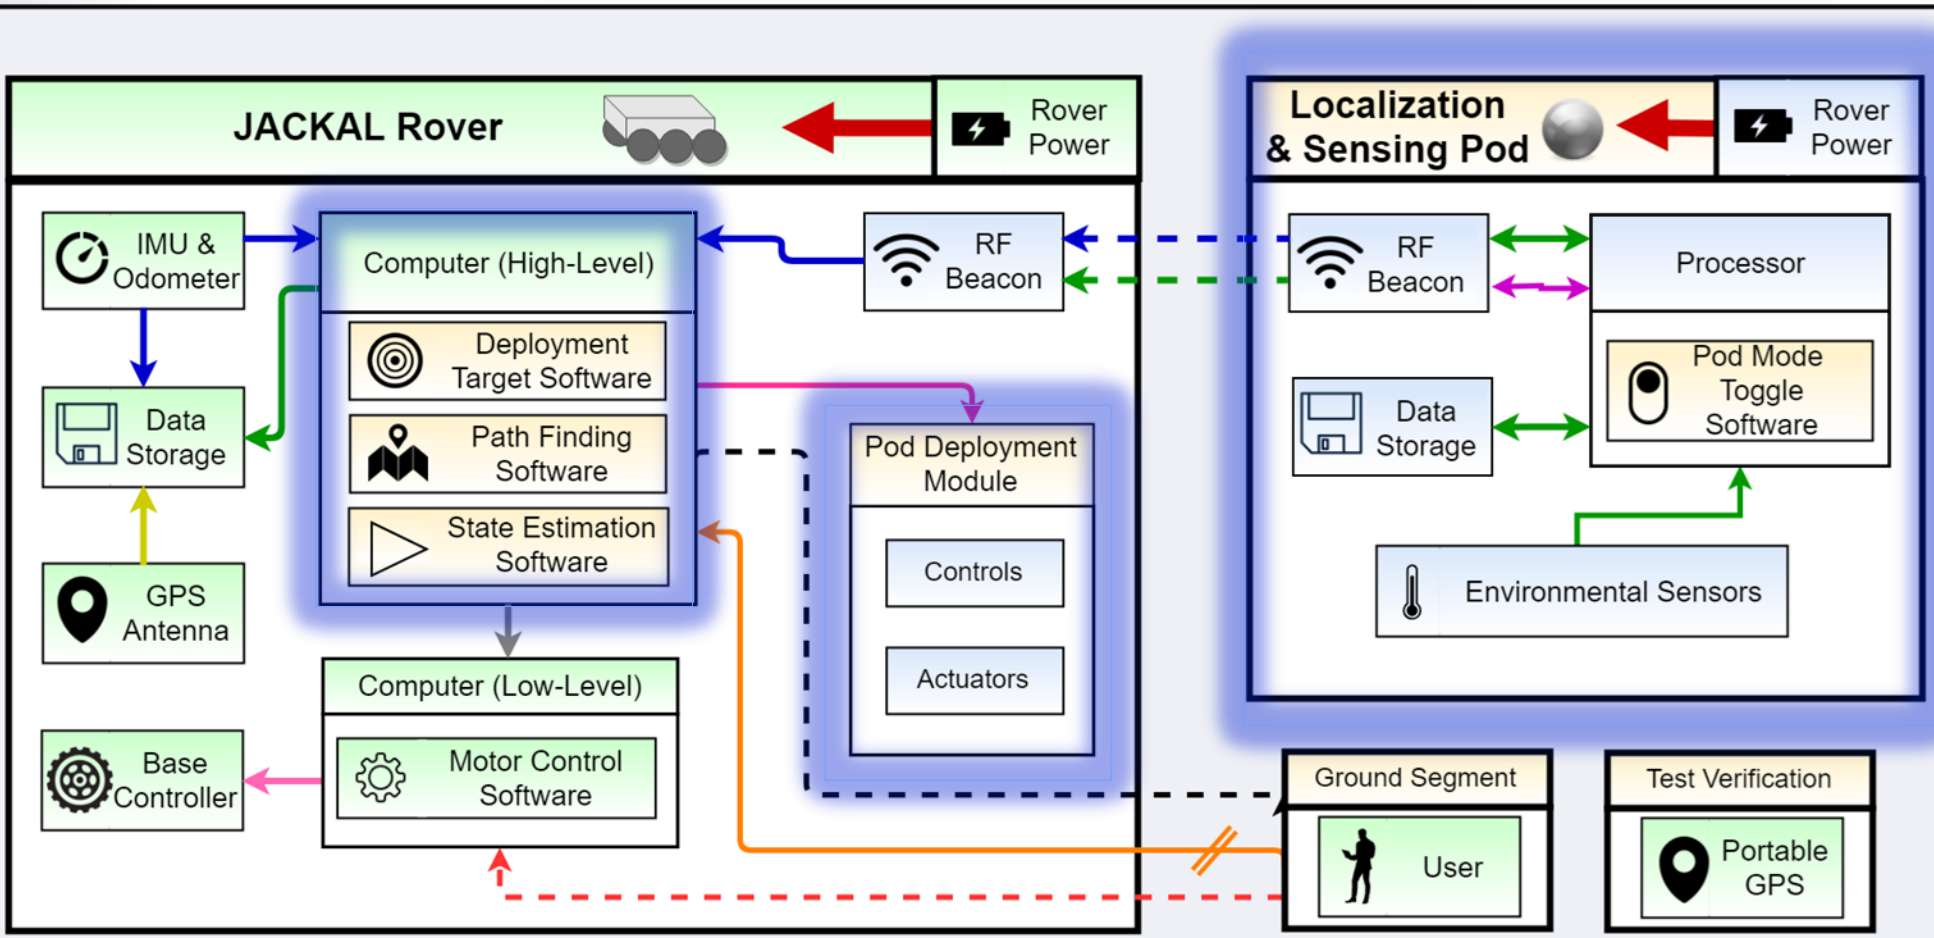 JACKAL Rover
Rover
Power
Localization
& Sensing Pod
Rover
Power
IMU &
Odometer
Computer (High-Level)
RF
Beacon
RF
Beacon
Processor
Deployment
Target Software
Pod Mode
Toggle
Software
Data
Storage
Path Finding
Software
Pod Deployment
Module
Data
Storage
State Estimation
Software
Controls
Environmental Sensors
GPS
Antenna
Computer (Low-Level)
Actuators
Motor Control
Software
Base
Controller
Ground Segment
User
Test Verification
Portable
GPS